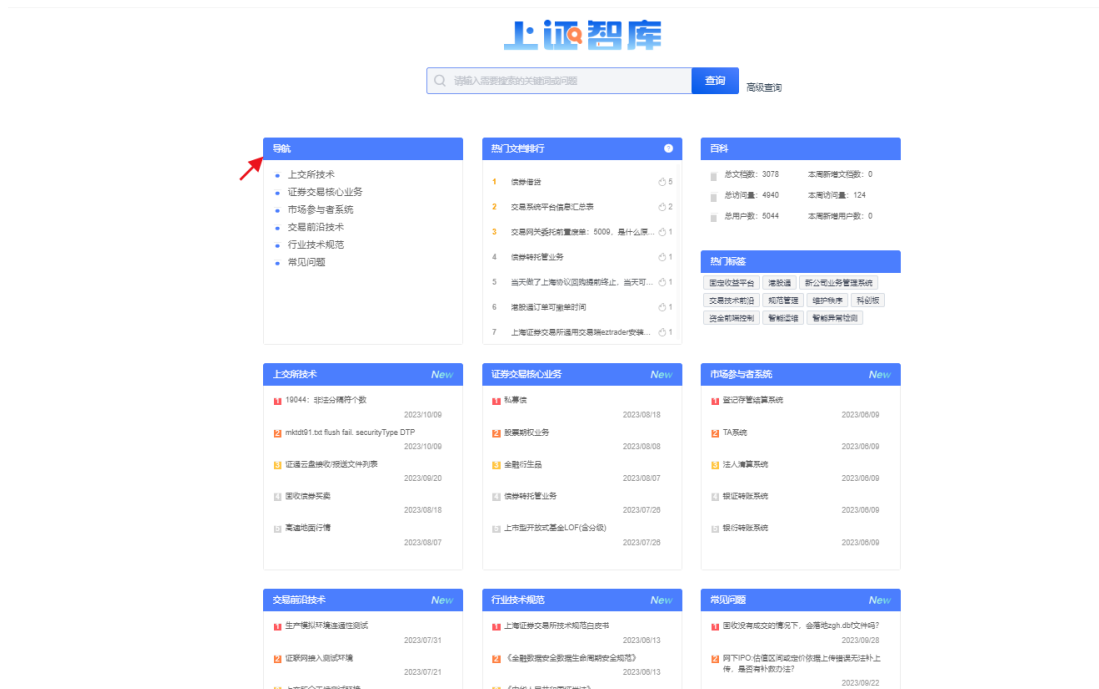 上证智库
请输入需要搜索的关键词或问题
查询
高级查询
导航
上交所技术
证券交易核心业务
市场参与者系统
交易前沿技术
行业技术规范
常见问题
热门文档排行
1 债券借贷 5
2 交易系统平台信息汇总表 2
3 交易网关委托前置废单：5009，是什么原... 1
4 债券转托管业务 1
5 当天做了上海协议回购提前终止，当天可... 1
6 港股通订单可撤单时间 1
7 上海证券交易所通用交易端eztrader安装... 1
百科
总文档数：3078 本周新增文档数：0
总访问量：4940 本周访问量：124
总用户数：5044 本周新增用户数：0
热门标签
固定收益平台 港股通 新公司业务管理系统
交易技术前沿 规范管理 维护秩序 科创板
资金前端控制 智能运维 智能异常检测
上交所技术 New
1 19044：非法分隔符个数
2023/10/09
2 mktdt91.txt flush fail. securityType DTP
2023/10/09
3 证通云盘接收/报送文件列表
2023/09/20
4 回收债券买卖
2023/08/18
5 高速地面行情
2023/08/07
证券交易核心业务 New
1 私募债
2023/08/18
2 股票期权业务
2023/08/08
3 金融衍生品
2023/08/07
4 债券转托管业务
2023/07/26
5 上市型开放式基金LOF(含分级)
2023/07/26
市场参与者系统 New
1 登记存管结算系统
2023/06/09
2 TA系统
2023/06/09
3 法人清算系统
2023/06/09
4 银证转账系统
2023/06/09
5 银行转账系统
2023/06/09
交易前沿技术 New
1 生产模拟环境连通性测试
2023/07/31
2 证联网接入测试环境
2023/07/21
行业技术规范 New
1 上海证券交易所技术规范白皮书
2023/06/13
2 《金融数据安全数据生命周期安全规范》
2023/06/13
常见问题 New
1 回收没有成交的情况下，会落地zgh.dbf文件吗?
2023/09/28
2 网下IPO:估值区间或定价依据上传错误无法补上
传，是否有补救办法?
2023/09/22